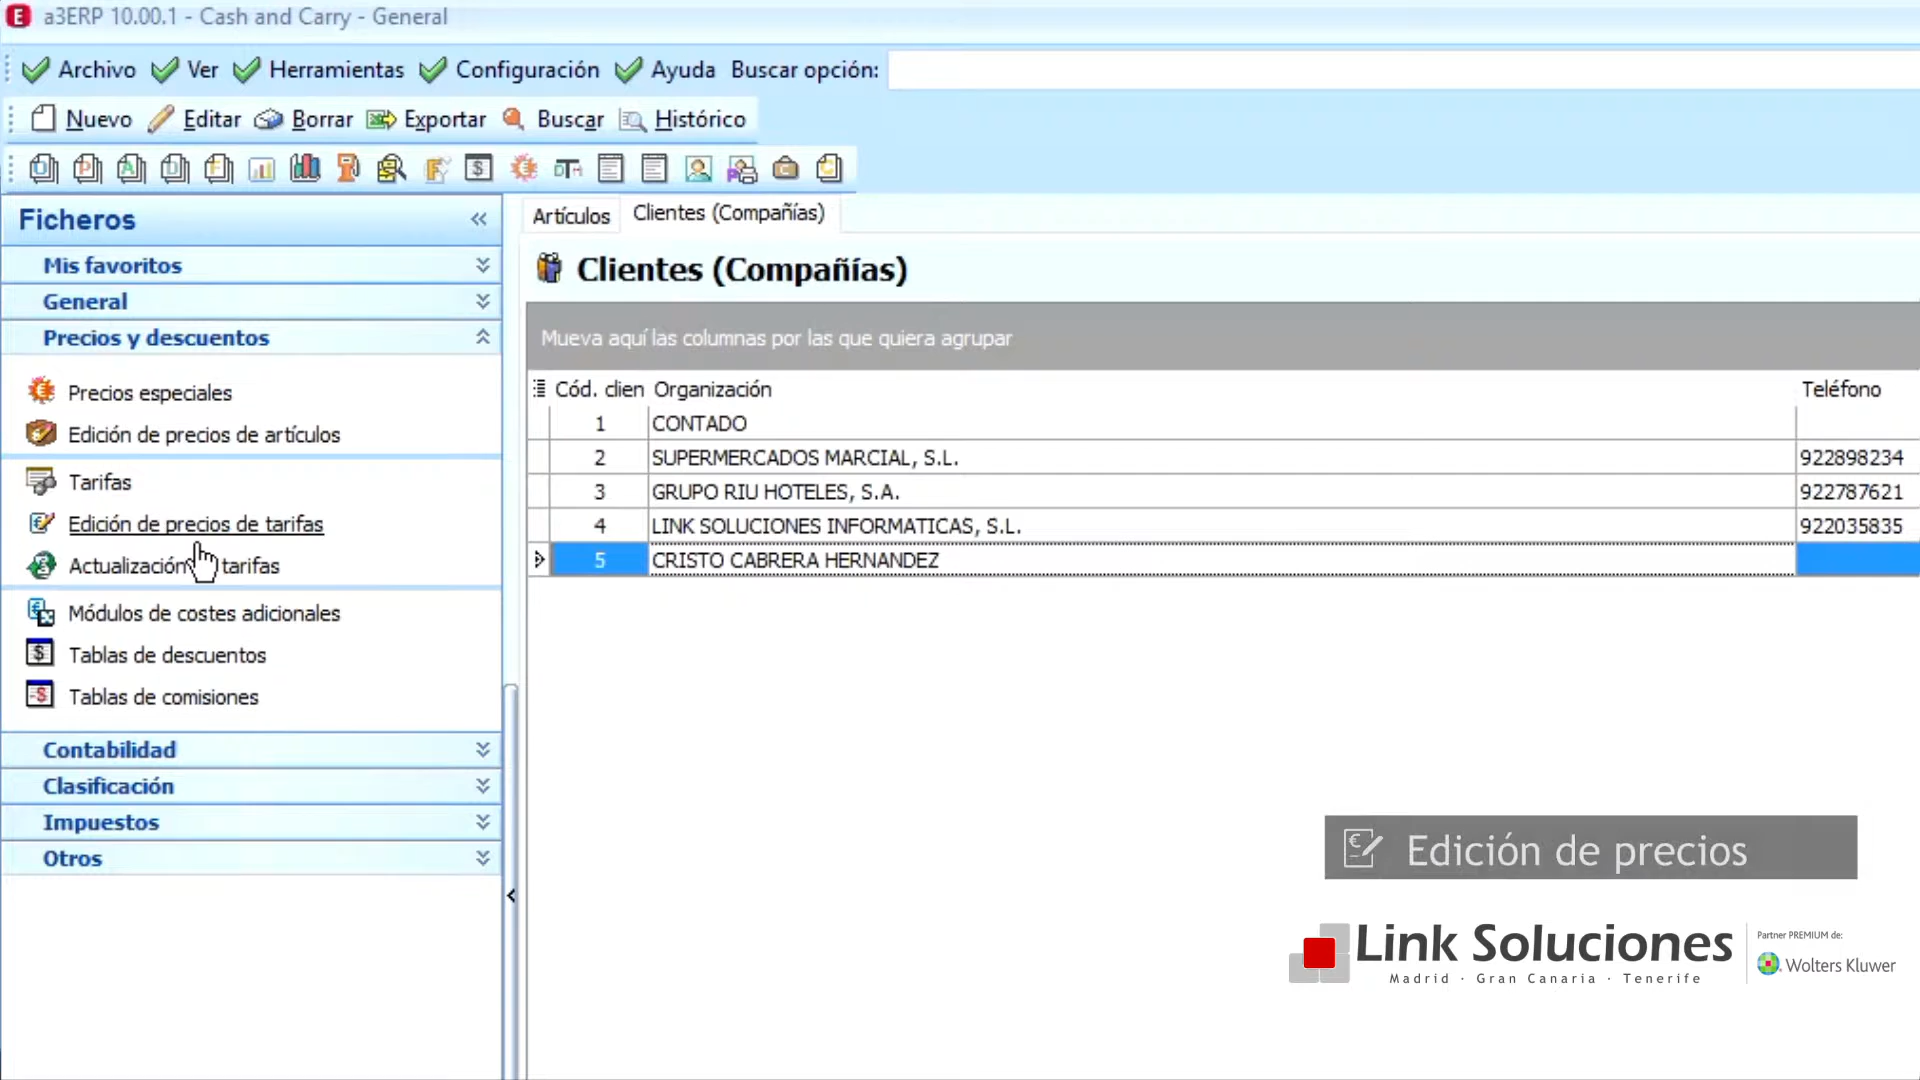 a3ERP 10.00.1 - Cash and Carry - General
Archivo Ver Herramientas Configuración Ayuda Buscar opción:
Nuevo Editar Borrar Exportar Buscar Histórico
Ficheros
Artículos Clientes (Compañías)
Mis favoritos
General
Precios y descuentos
Precios especiales
Edición de precios de artículos
Tarifas
Edición de precios de tarifas
Actualización tarifas
Módulos de costes adicionales
Tablas de descuentos
Tablas de comisiones
Contabilidad
Clasificación
Impuestos
Otros
Clientes (Compañías)
Mueva aquí las columnas por las que quiera agrupar
Cód. clien Organización Teléfono
1 CONTADO
2 SUPERMERCADOS MARCIAL, S.L. 922898234
3 GRUPO RIU HOTELES, S.A. 922787621
4 LINK SOLUCIONES INFORMATICAS, S.L. 922035835
5 CRISTO CABRERA HERNANDEZ
Edición de precios
Link Soluciones
Madrid · Gran Canaria · Tenerife
Partner PREMIUM de:
Wolters Kluwer